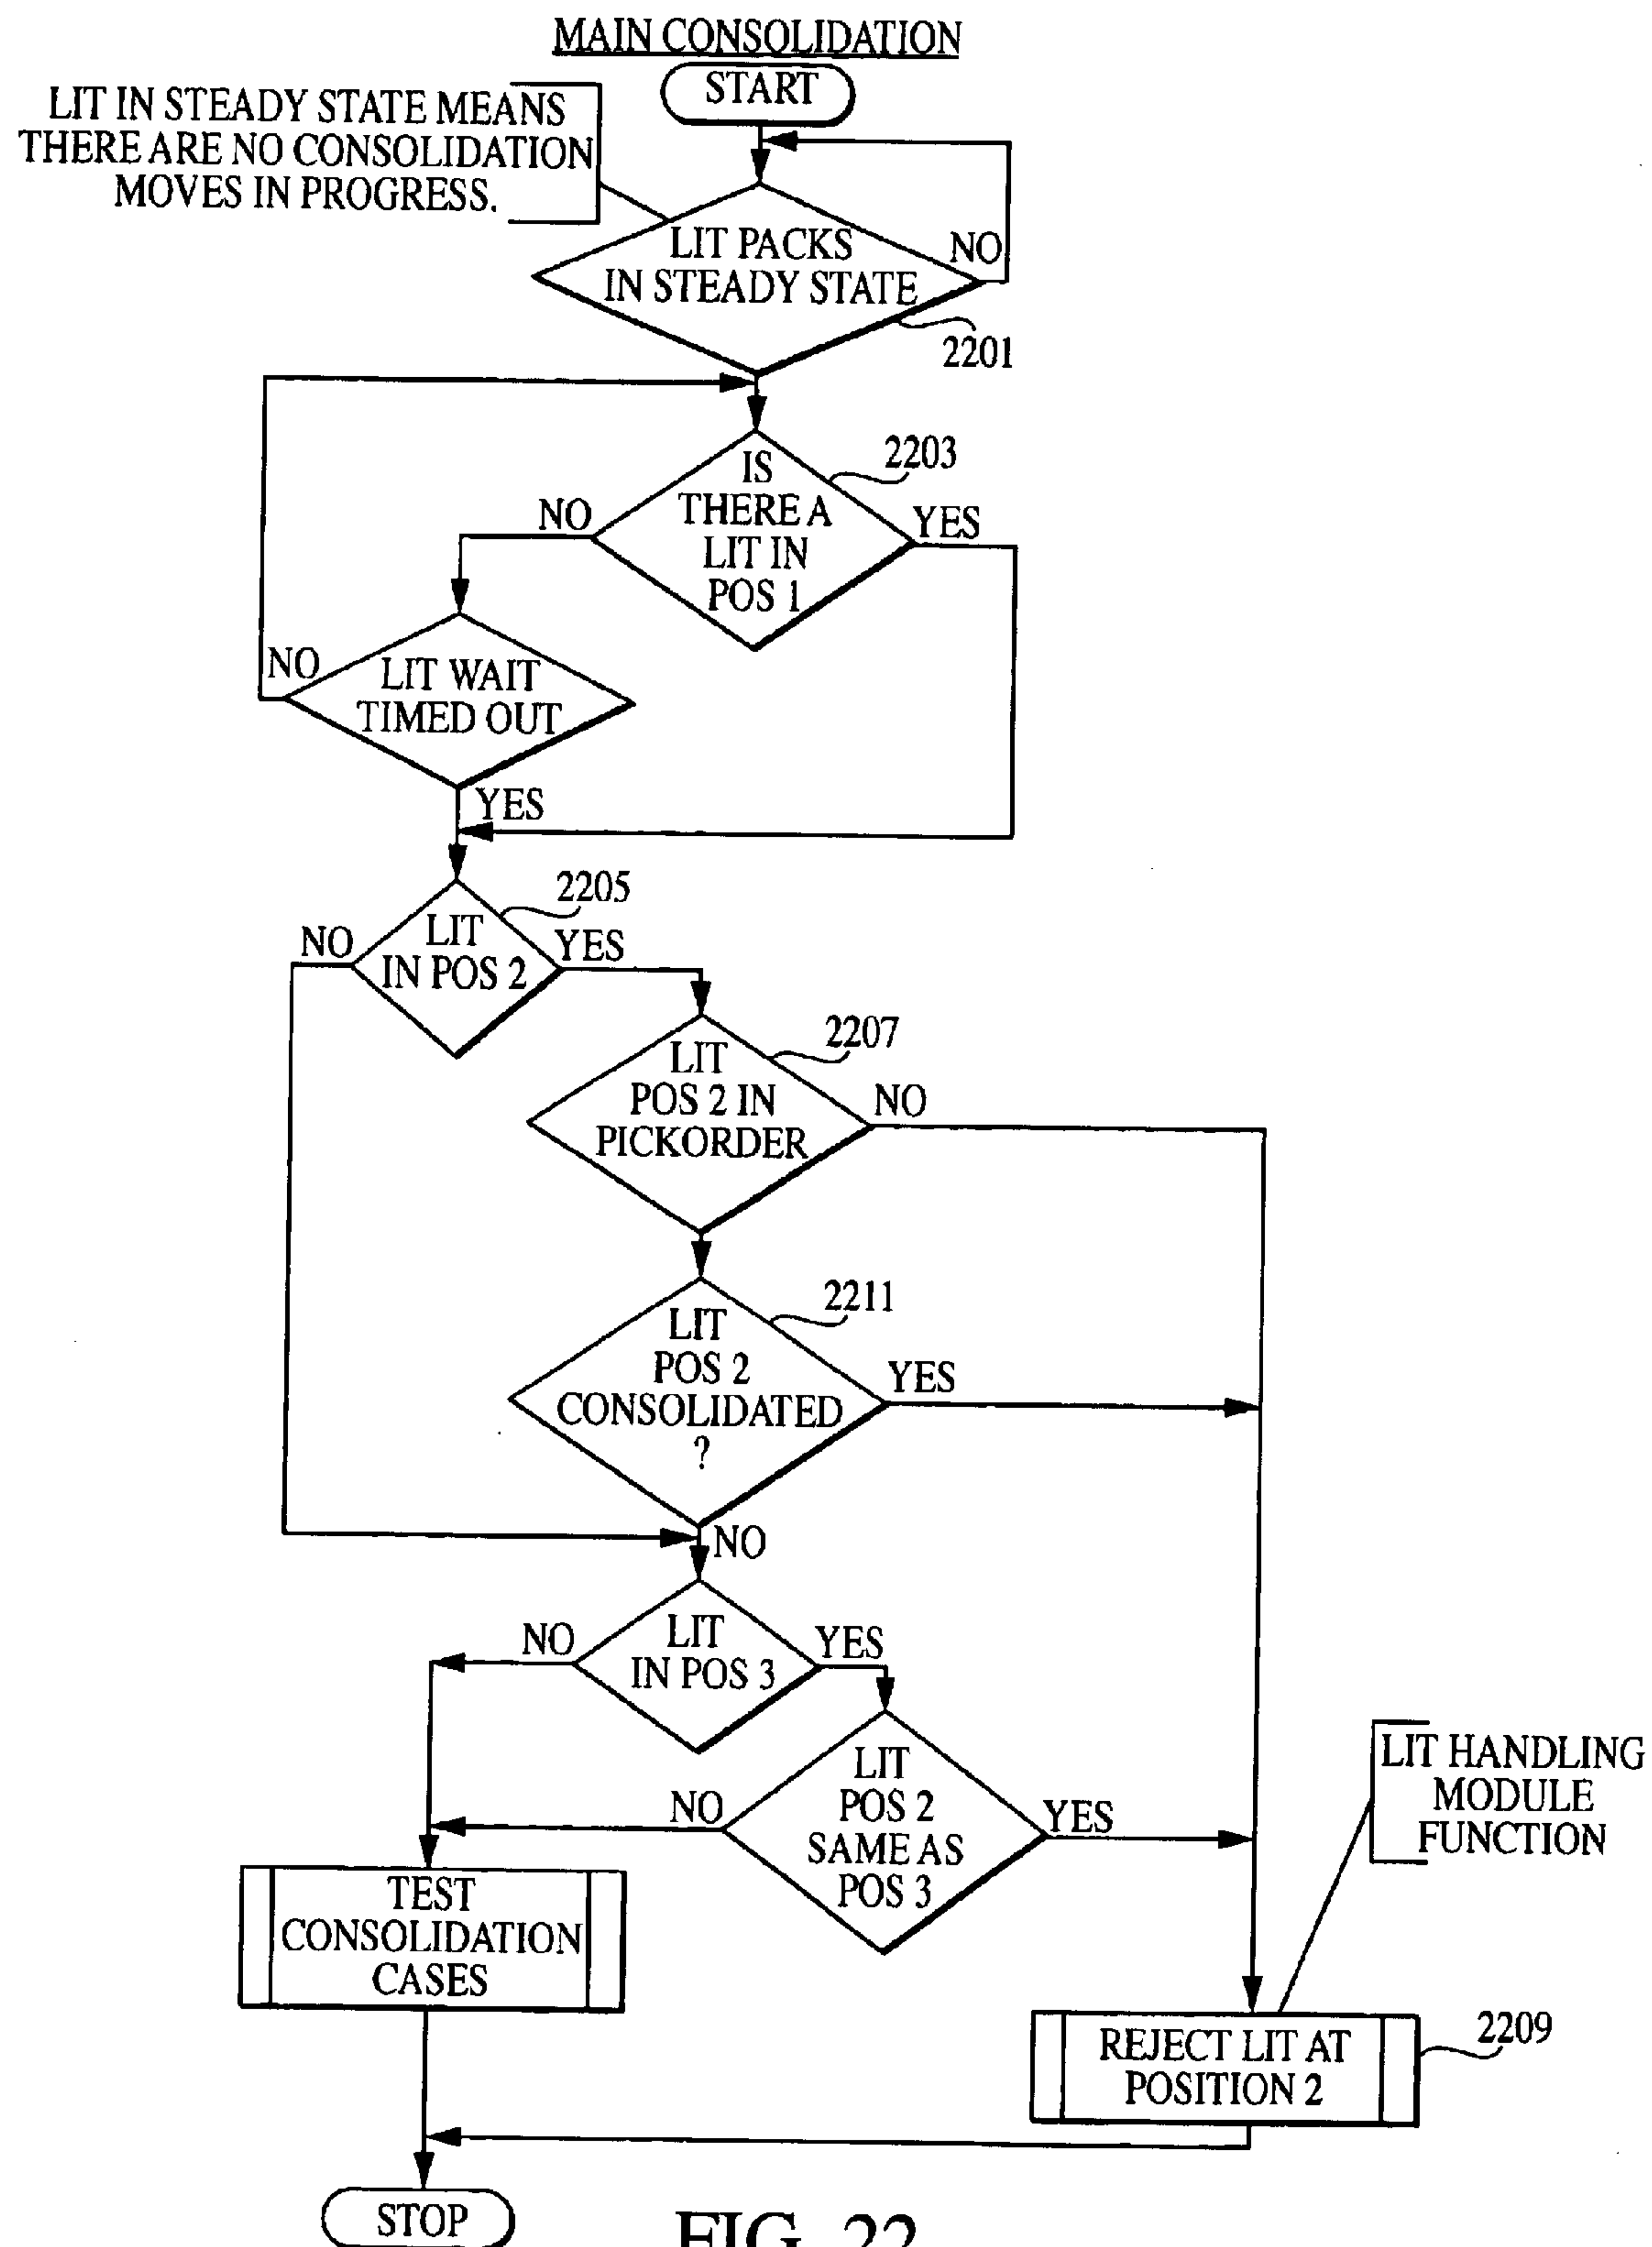 MAIN CONSOLIDATION
START
LIT IN STEADY STATE MEANS
THERE ARE NO CONSOLIDATION
MOVES IN PROGRESS.
LIT PACKS
IN STEADY STATE
NO
2201
IS
THERE A
LIT IN
POS 1
2203
NO
YES
LIT WAIT
TIMED OUT
NO
YES
LIT
IN POS 2
2205
NO
YES
LIT
POS 2 IN
PICKORDER
2207
NO
LIT
POS 2
CONSOLIDATED
?
2211
YES
NO
LIT
IN POS 3
NO
YES
LIT
POS 2
SAME AS
POS 3
NO
YES
LIT HANDLING
MODULE
FUNCTION
TEST
CONSOLIDATION
CASES
REJECT LIT AT
POSITION 2
2209
STOP
FIG. 22